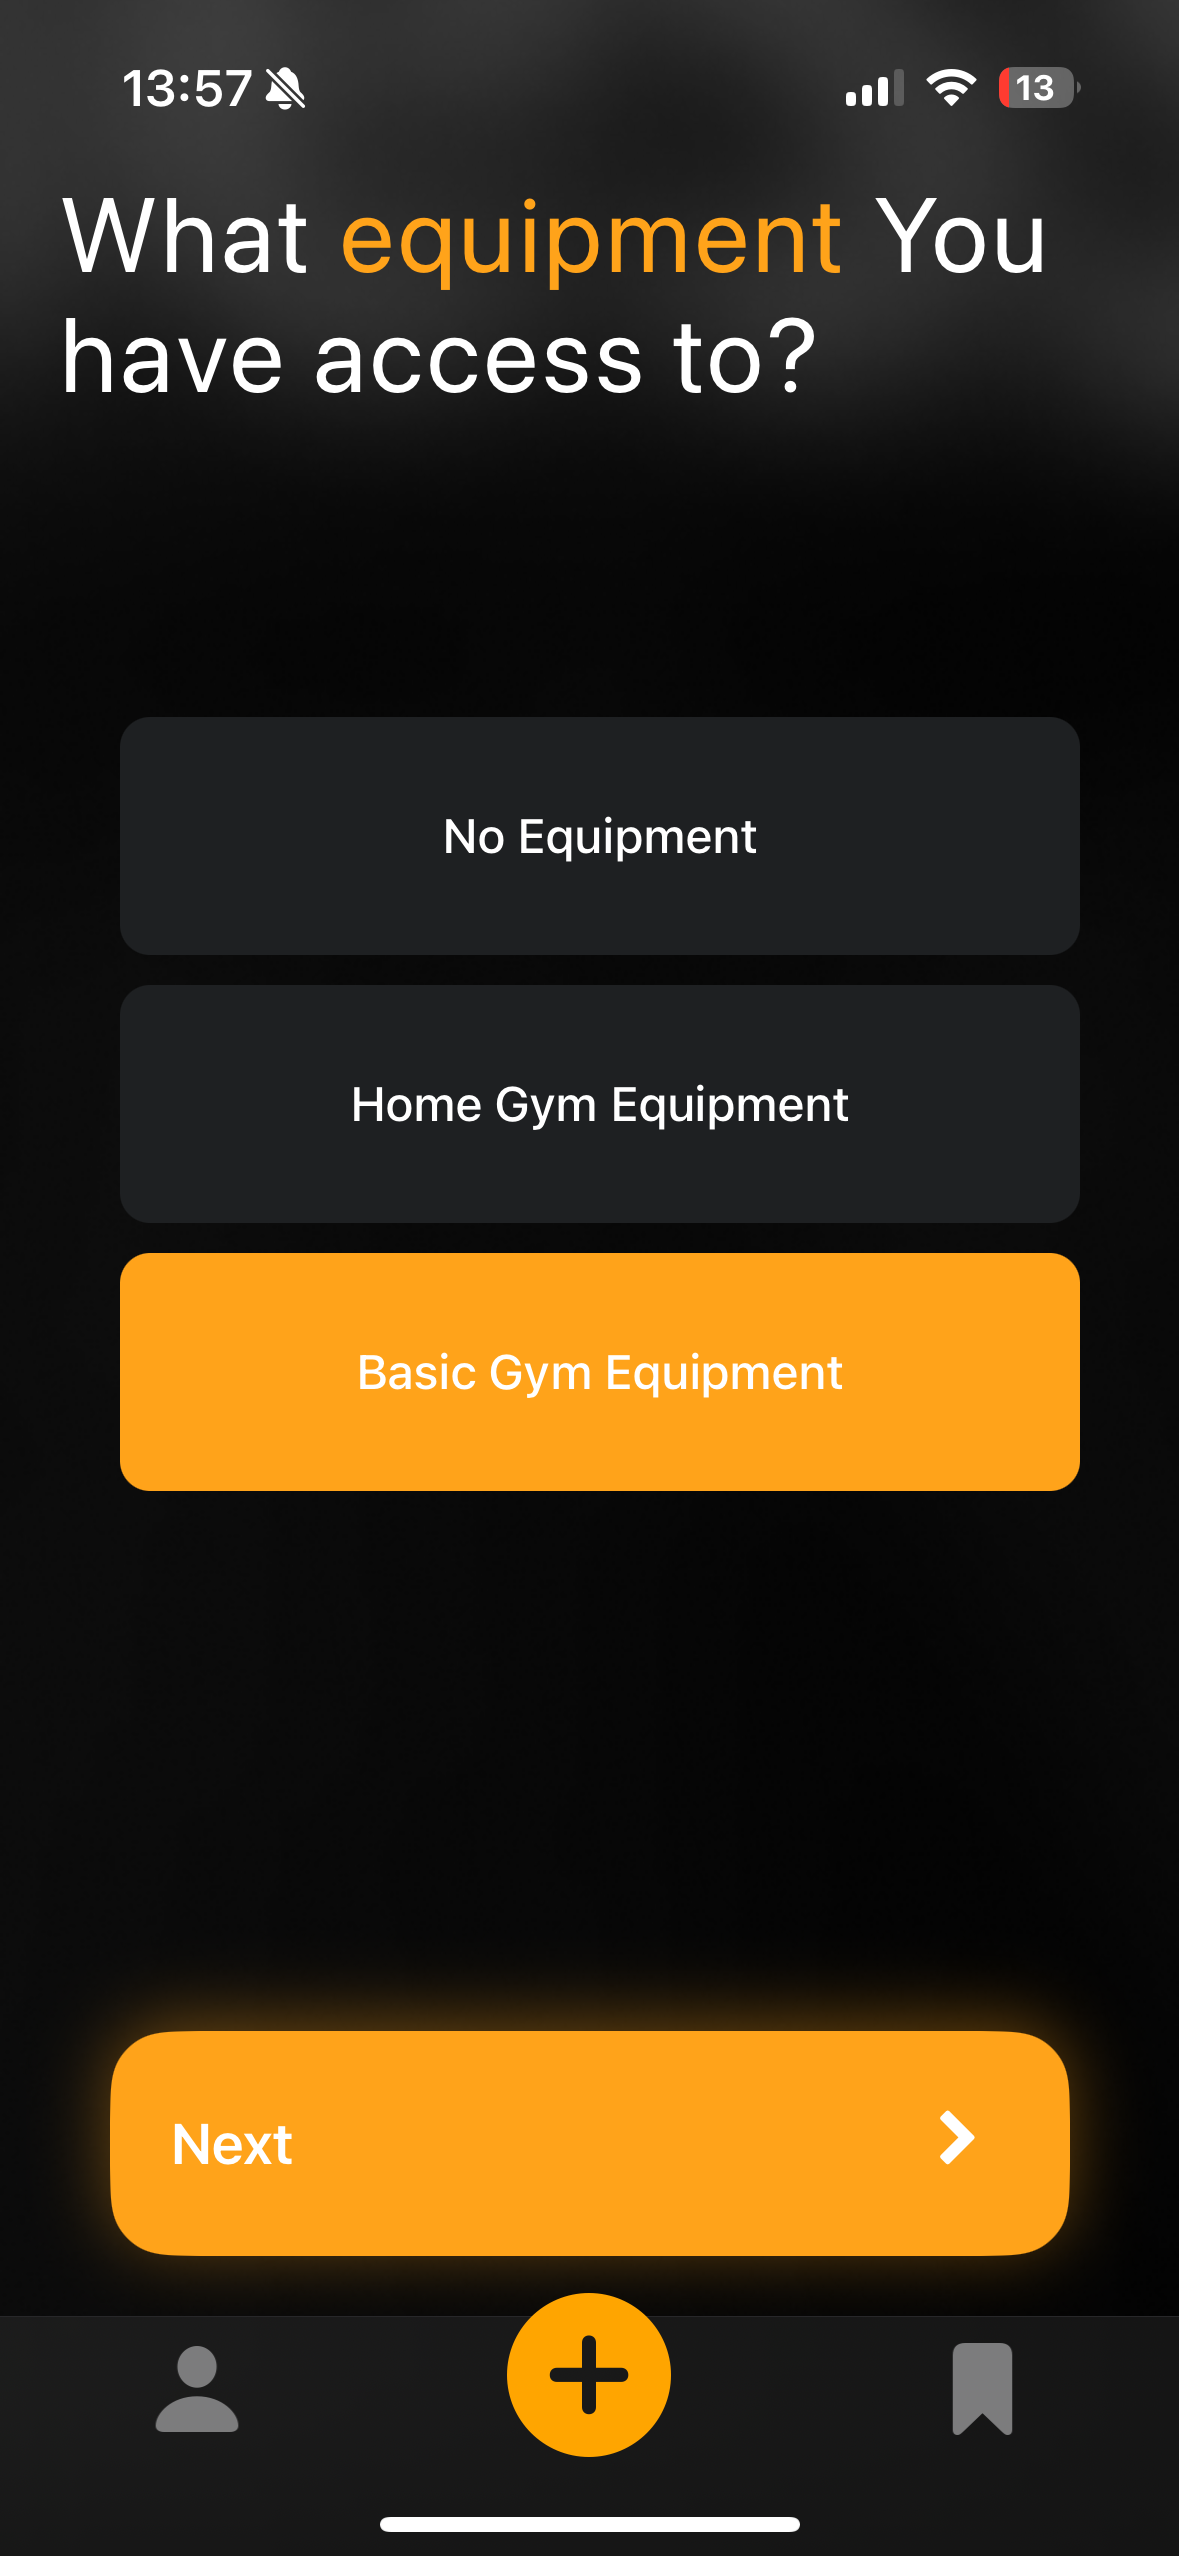 13:57
13
What equipment You
have access to?
No Equipment
Home Gym Equipment
Basic Gym Equipment
Next